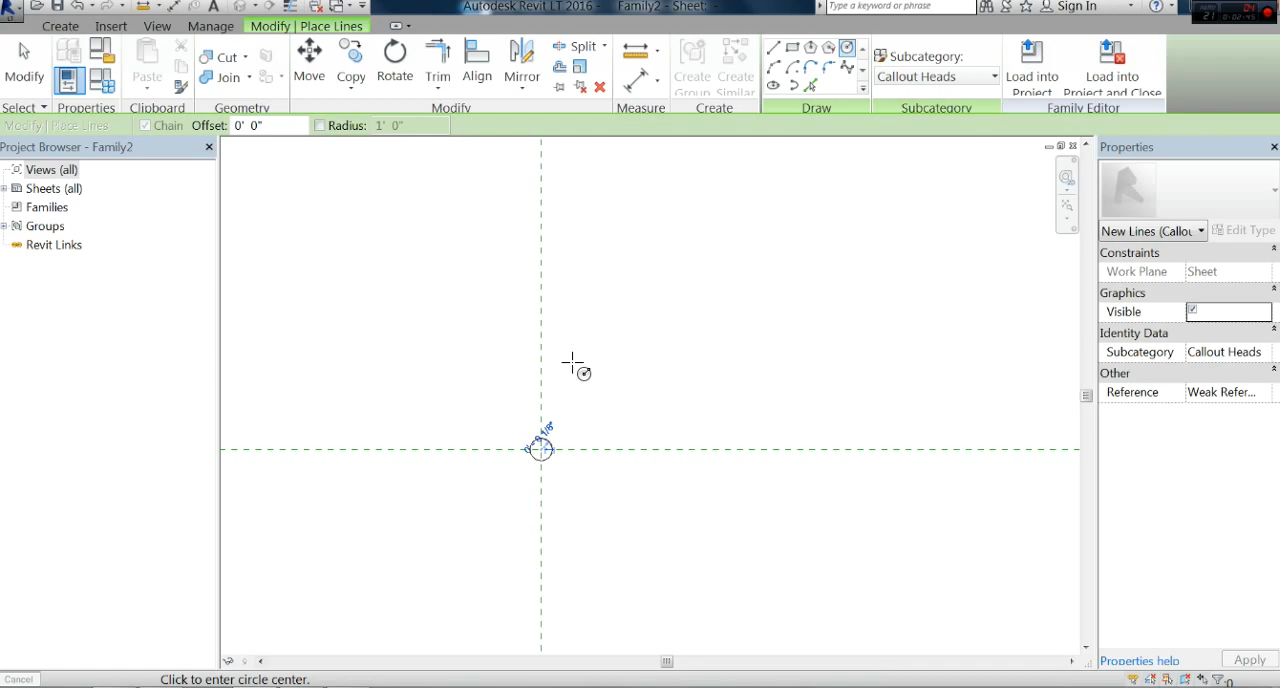 Autodesk Revit LT 2016 - Family2 - Sheet: -
Type a keyword or phrase
Sign In
Create Insert View Manage Modify | Place Lines
Modify
Paste
Cut
Join
Move
Copy
Rotate
Trim
Align
Mirror
Split
Create
Group
Create
Similar
Subcategory:
Callout Heads
Load into
Project
Load into
Project and Close
Select Properties Clipboard Geometry Modify Measure Create Draw Subcategory Family Editor
Modify | Place Lines Chain Offset: 0' 0" Radius: 1' 0"
Project Browser - Family2
Views (all)
Sheets (all)
Families
Groups
Revit Links
Properties
New Lines (Callou
Edit Type
Constraints
Work Plane Sheet
Graphics
Visible
Identity Data
Subcategory Callout Heads
Other
Reference Weak Refer...
Properties help
Apply
Cancel
Click to enter circle center.
:0